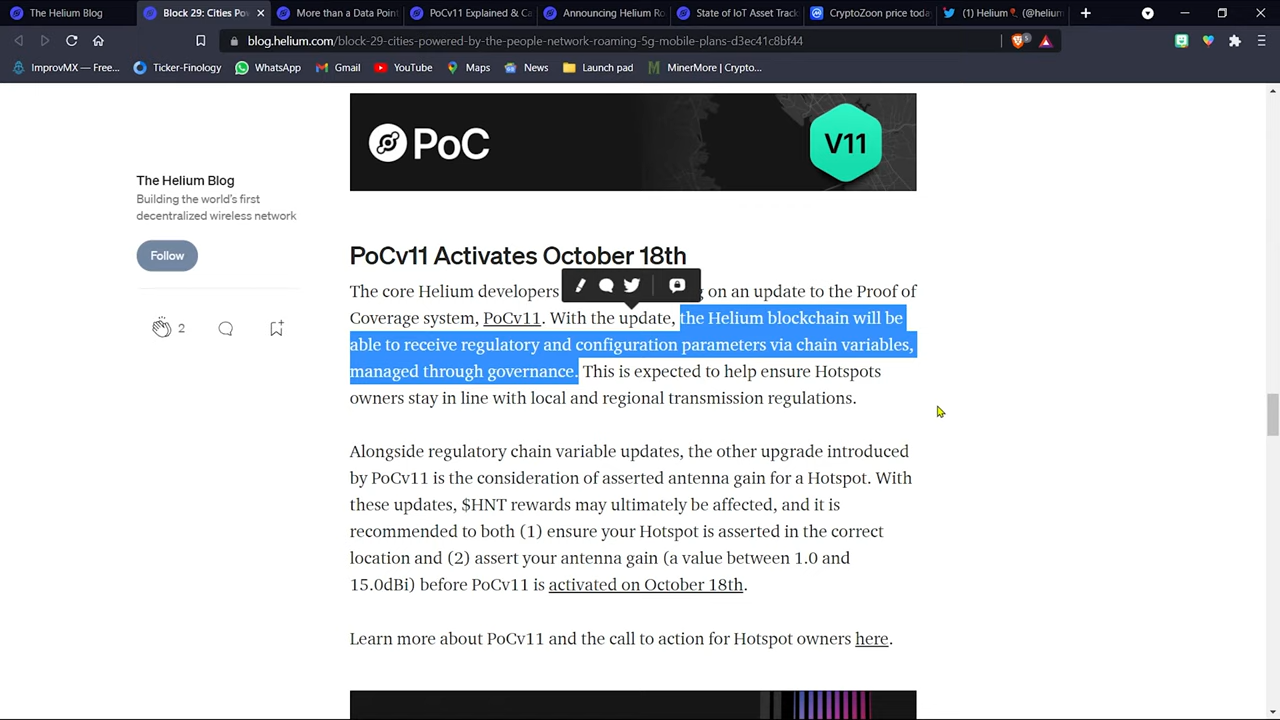 The Helium Blog
Block 29: Cities Pow
More than a Data Point
PoCv11 Explained & Ca
Announcing Helium Ro
State of IoT Asset Track
CryptoZoon price today
(1) Helium (@helium
blog.helium.com/block-29-cities-powered-by-the-people-network-roaming-5g-mobile-plans-d3ec41c8bf44
ImprovMX — Free...
Ticker-Finology
WhatsApp
Gmail
YouTube
Maps
News
Launch pad
MinerMore | Crypto...
PoC
V11
The Helium Blog
Building the world's first
decentralized wireless network
Follow
2
PoCv11 Activates October 18th
The core Helium developers
on an update to the Proof of
Coverage system, PoCv11. With the update, the Helium blockchain will be
able to receive regulatory and configuration parameters via chain variables,
managed through governance. This is expected to help ensure Hotspots
owners stay in line with local and regional transmission regulations.
Alongside regulatory chain variable updates, the other upgrade introduced
by PoCv11 is the consideration of asserted antenna gain for a Hotspot. With
these updates, $HNT rewards may ultimately be affected, and it is
recommended to both (1) ensure your Hotspot is asserted in the correct
location and (2) assert your antenna gain (a value between 1.0 and
15.0dBi) before PoCv11 is activated on October 18th.
Learn more about PoCv11 and the call to action for Hotspot owners here.